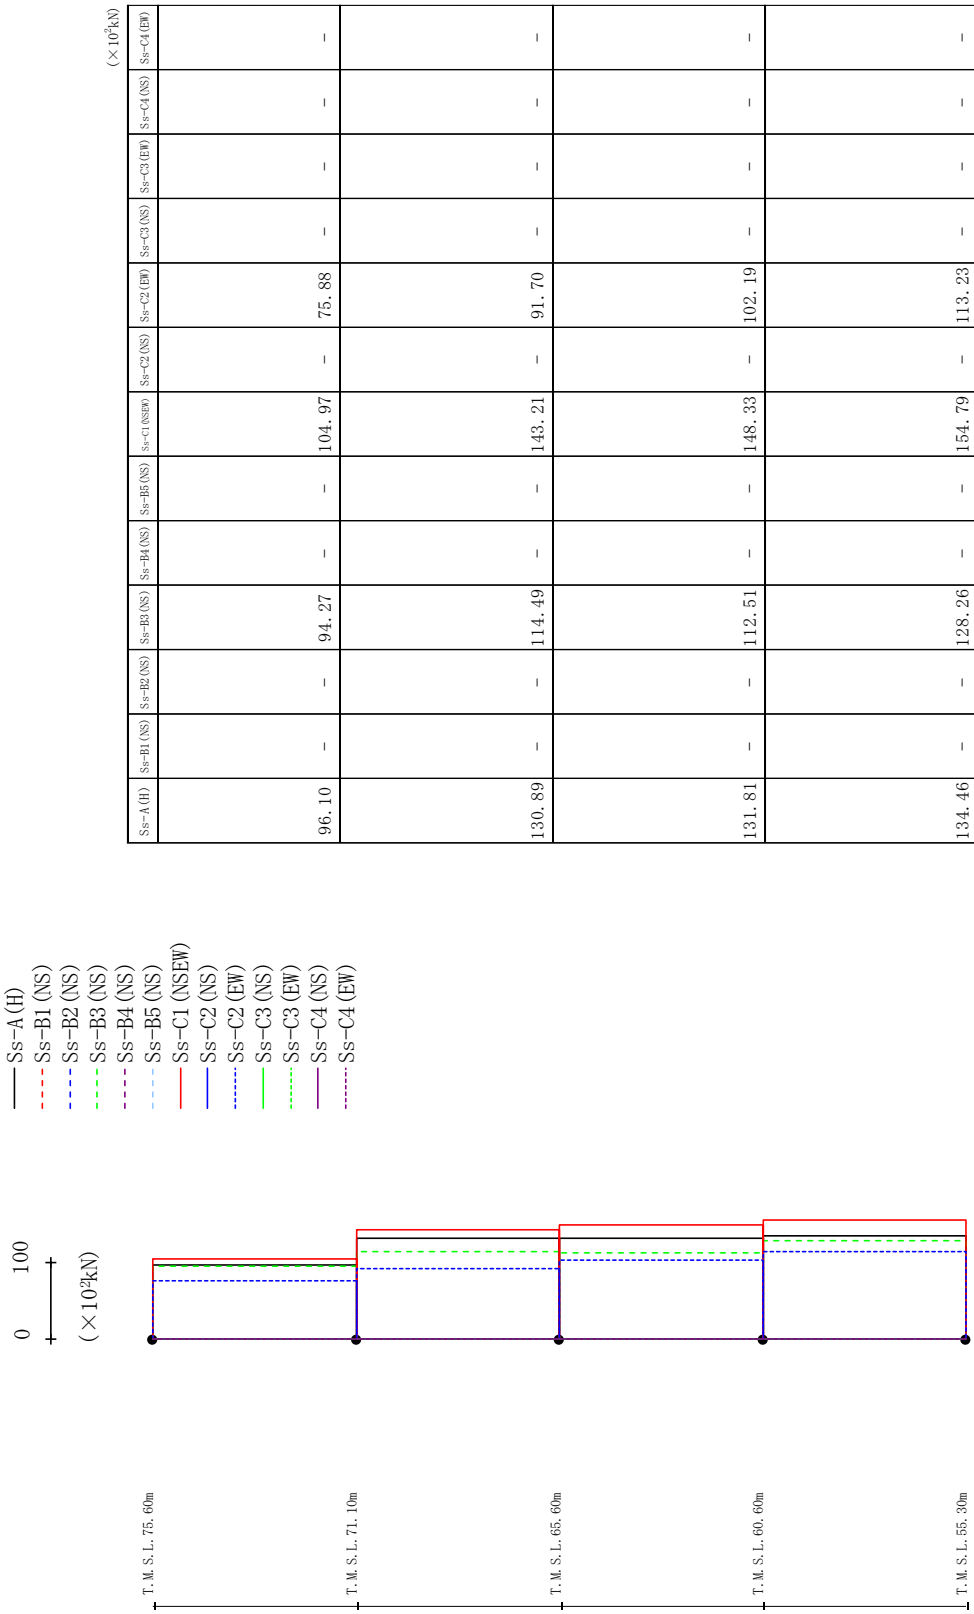 T.M.S.L.75.60m
T.M.S.L.71.10m
T.M.S.L.65.60m
T.M.S.L.60.60m
T.M.S.L.55.30m
0 100
(×10²kN)
Ss-A(H)
Ss-B1(NS)
Ss-B2(NS)
Ss-B3(NS)
Ss-B4(NS)
Ss-B5(NS)
Ss-C1(NSEW)
Ss-C2(NS)
Ss-C2(EW)
Ss-C3(NS)
Ss-C3(EW)
Ss-C4(NS)
Ss-C4(EW)
(×10²kN)
Ss-A(H) Ss-B1(NS) Ss-B2(NS) Ss-B3(NS) Ss-B4(NS) Ss-B5(NS) Ss-C1(NSEW) Ss-C2(NS) Ss-C2(EW) Ss-C3(NS) Ss-C3(EW) Ss-C4(NS) Ss-C4(EW)
96.10 - - 94.27 - - 104.97 - 75.88 - - - -
130.89 - - 114.49 - - 143.21 - 91.70 - - - -
131.81 - - 112.51 - - 148.33 - 102.19 - - - -
134.46 - - 128.26 - - 154.79 - 113.23 - - - -